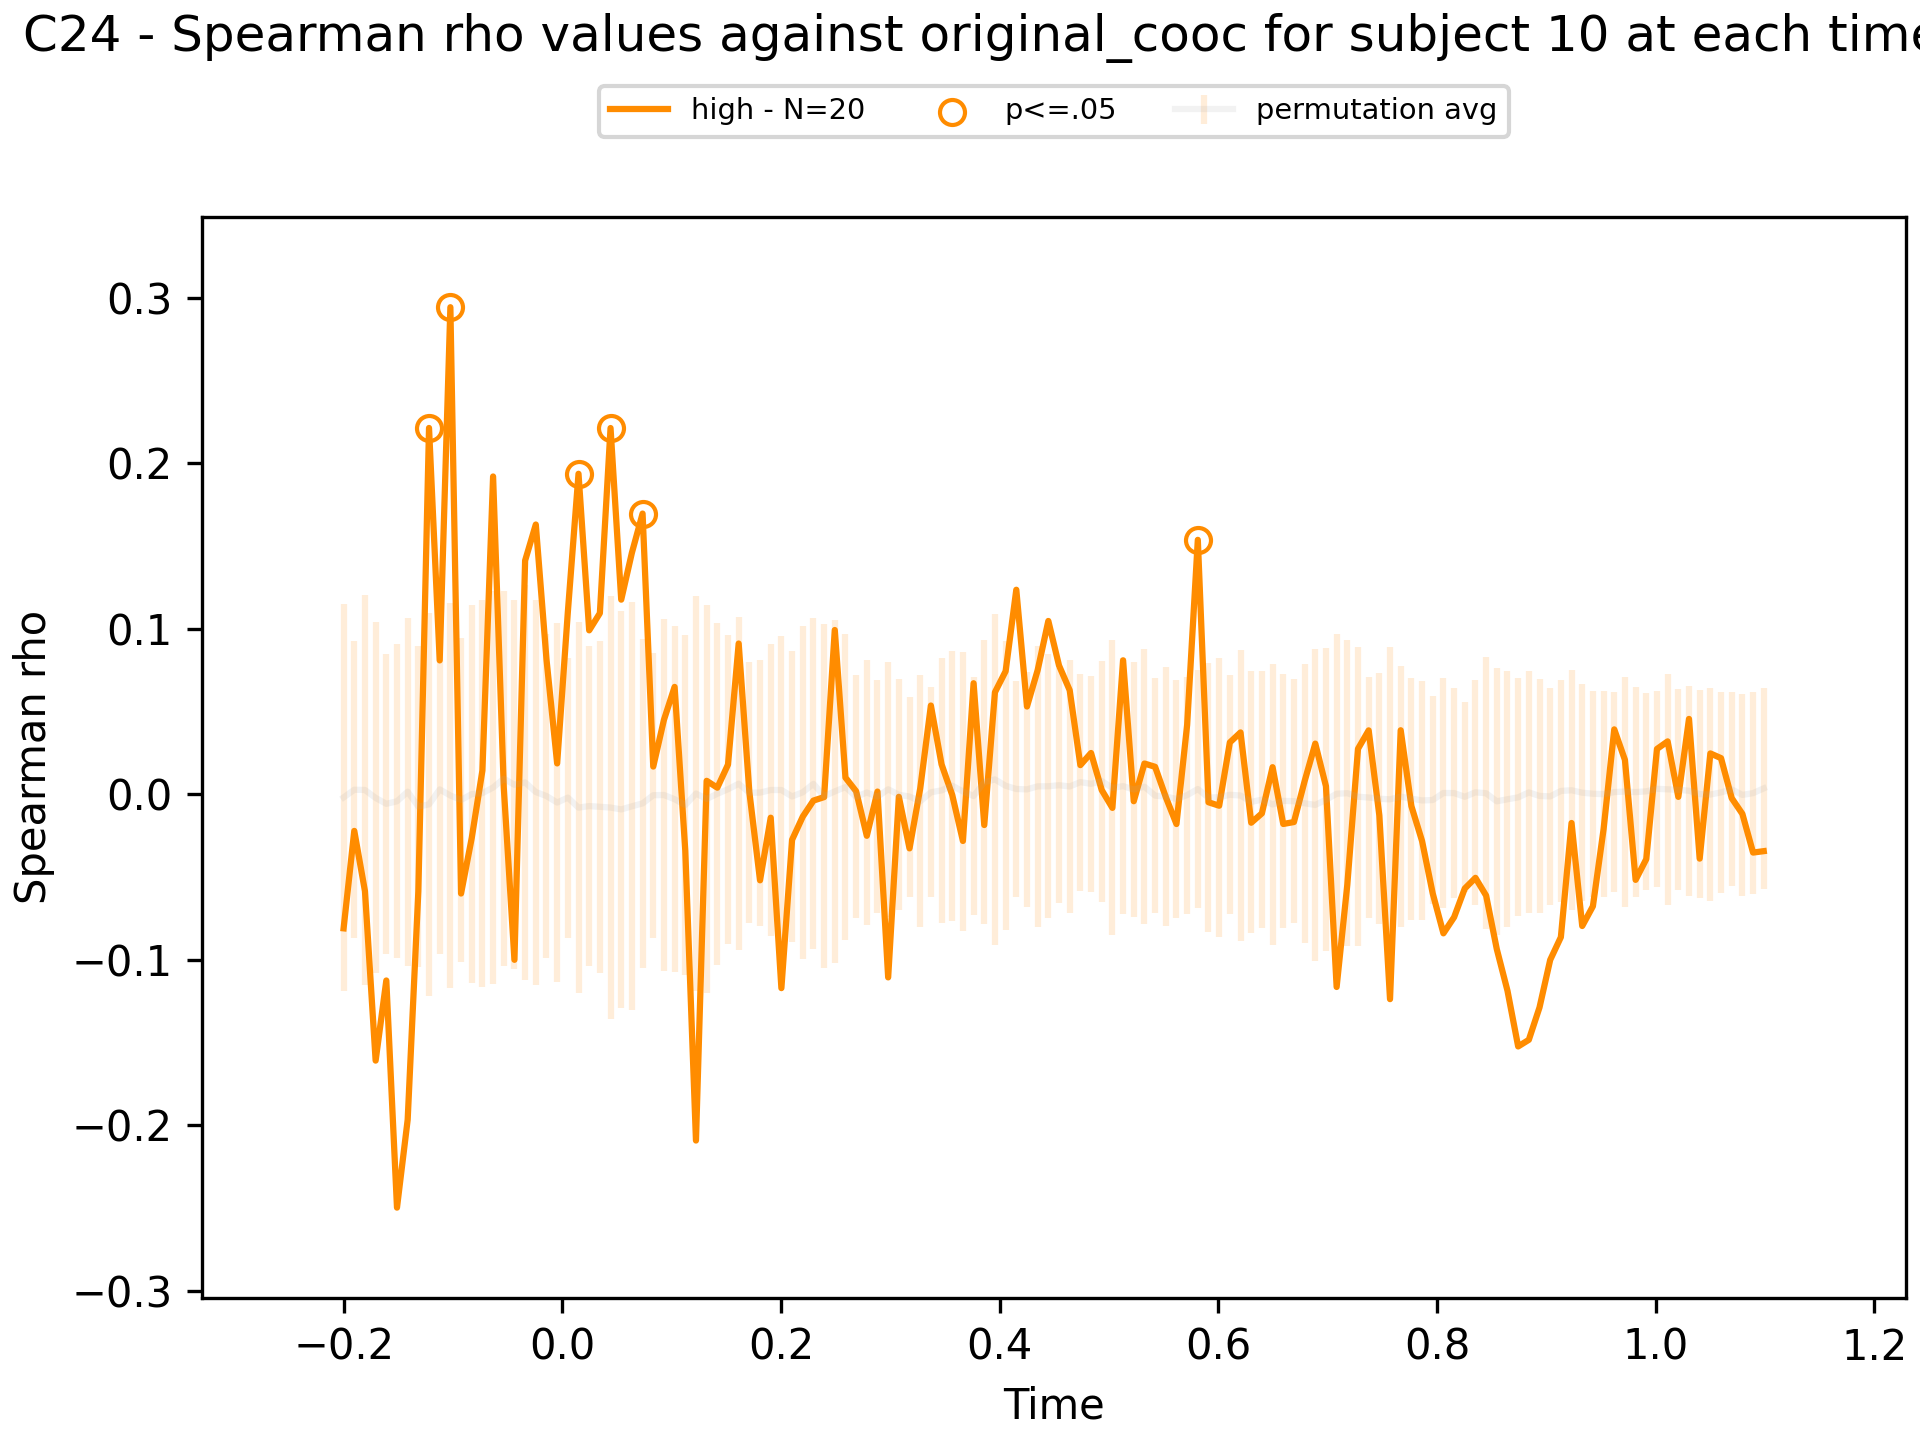 C24 - Spearman rho values against original_cooc for subject 10 at each time
high - N=20 p<=.05 permutation avg
0.3
0.2
0.1
0.0
−0.1
−0.2
−0.3
Spearman rho
−0.2 0.0 0.2 0.4 0.6 0.8 1.0 1.2
Time